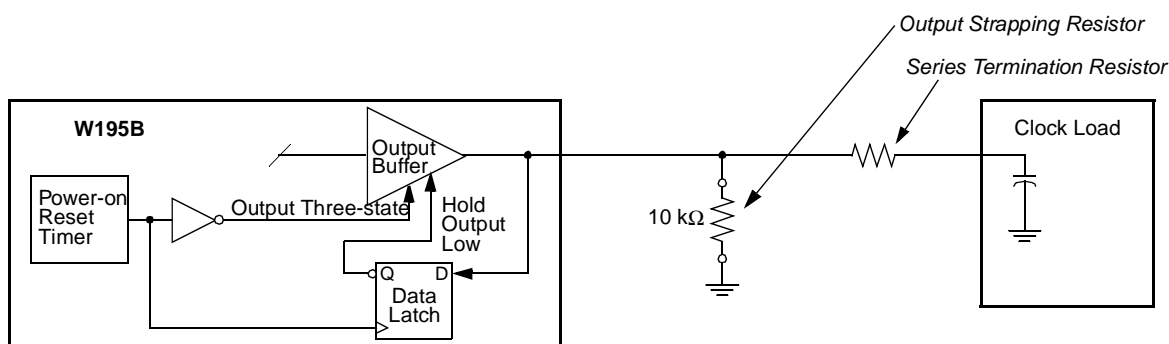 Output Strapping Resistor
Series Termination Resistor
W195B
Clock Load
Output
Buffer
Power-on
Reset
Timer
Output Three-state
Hold
Output
Low
10 kΩ
Q D
Data
Latch